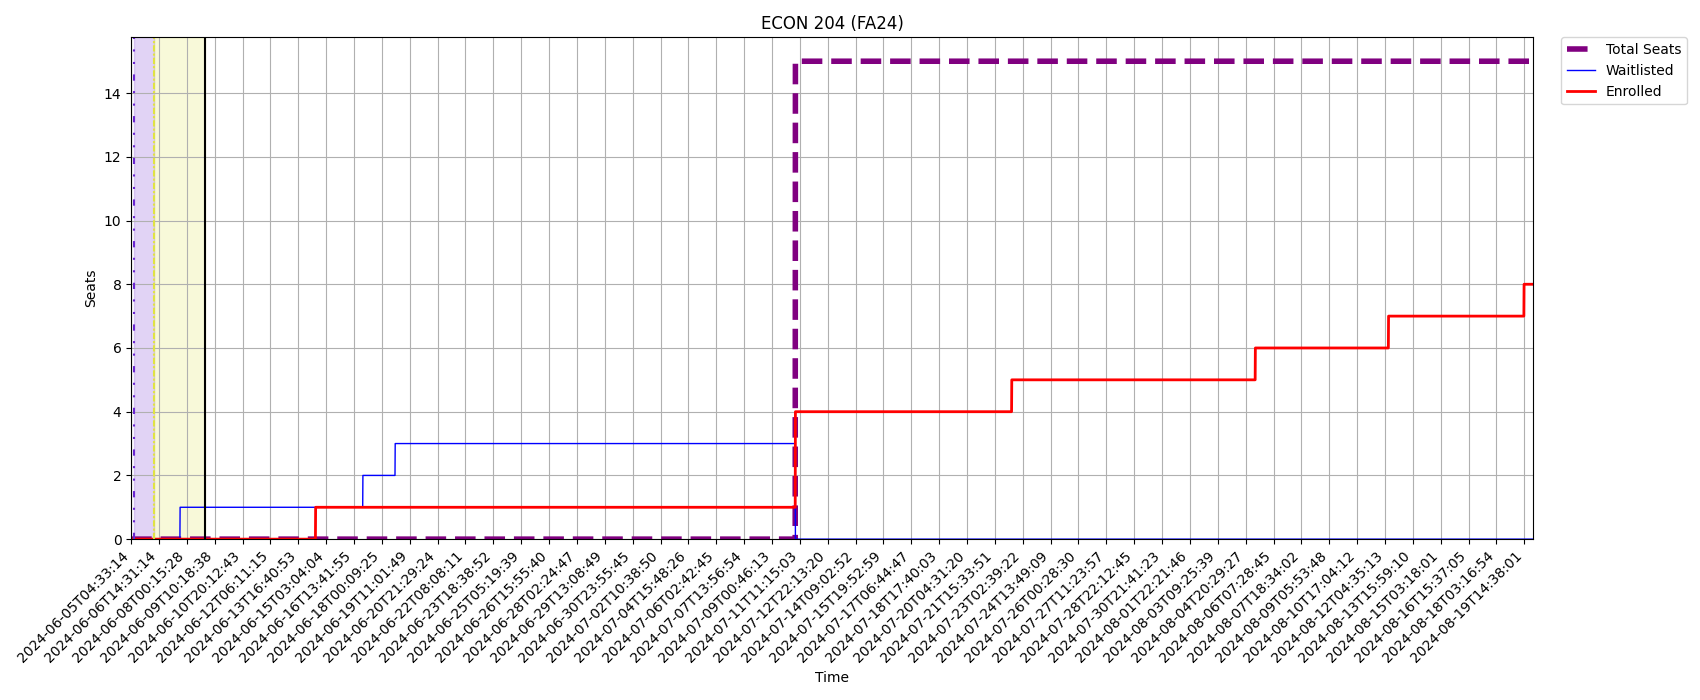 ECON 204 (FA24)
Total Seats
Waitlisted
Enrolled
Seats
14
12
10
8
6
4
2
0
2024-06-05T04:33:14
2024-06-06T14:31:14
2024-06-08T00:15:28
2024-06-09T10:18:38
2024-06-10T20:12:43
2024-06-12T06:11:15
2024-06-13T16:40:53
2024-06-15T03:04:04
2024-06-16T13:41:55
2024-06-18T00:09:25
2024-06-19T11:01:49
2024-06-20T21:29:24
2024-06-22T08:08:11
2024-06-23T18:38:52
2024-06-25T05:19:39
2024-06-26T15:55:40
2024-06-28T02:24:47
2024-06-29T13:08:49
2024-06-30T23:55:45
2024-07-02T10:38:50
2024-07-04T15:48:26
2024-07-06T02:42:45
2024-07-07T13:56:54
2024-07-09T00:46:13
2024-07-11T11:15:03
2024-07-12T22:13:20
2024-07-14T09:02:52
2024-07-15T19:52:59
2024-07-17T06:44:47
2024-07-18T17:40:03
2024-07-20T04:31:20
2024-07-21T15:33:51
2024-07-23T02:39:22
2024-07-24T13:49:09
2024-07-26T00:28:30
2024-07-27T11:23:57
2024-07-28T22:12:45
2024-07-30T21:41:23
2024-08-01T22:21:46
2024-08-03T09:25:39
2024-08-04T20:29:27
2024-08-06T07:28:45
2024-08-07T18:34:02
2024-08-09T05:53:48
2024-08-10T17:04:12
2024-08-12T04:35:13
2024-08-13T15:59:10
2024-08-15T03:18:01
2024-08-16T15:37:05
2024-08-18T03:16:54
2024-08-19T14:38:01
Time